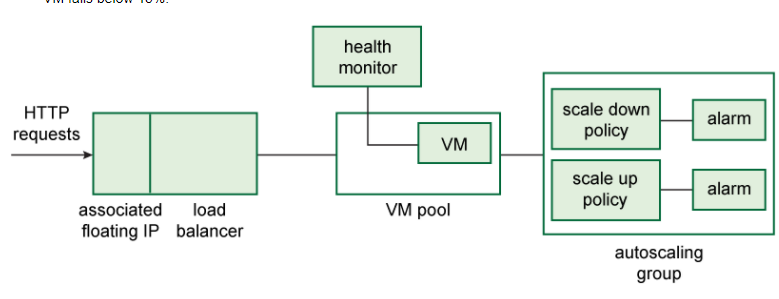 health
monitor
HTTP
requests
associated
floating IP
load
balancer
VM
VM pool
scale down
policy
alarm
scale up
policy
alarm
autoscaling
group